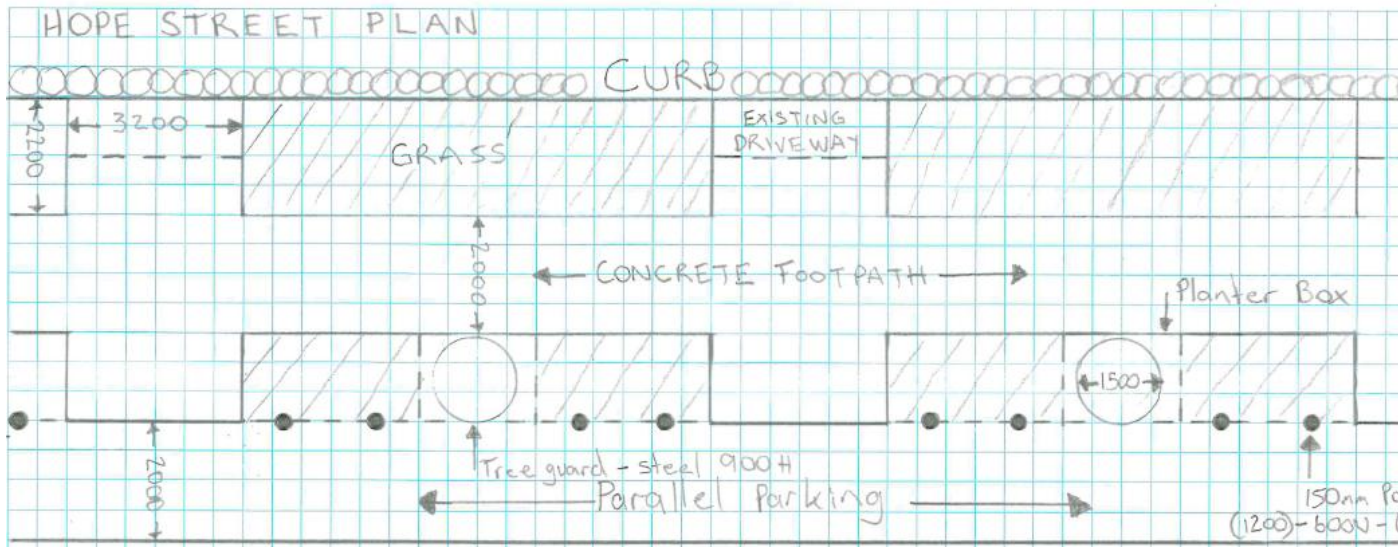 HOPE STREET PLAN
CURB
3200
2200
EXISTING
DRIVEWAY
GRASS
2000
CONCRETE FOOTPATH
Planter Box
1500
2000
Tree guard - steel 900H
Parallel Parking
150mm
(1200)-600N-